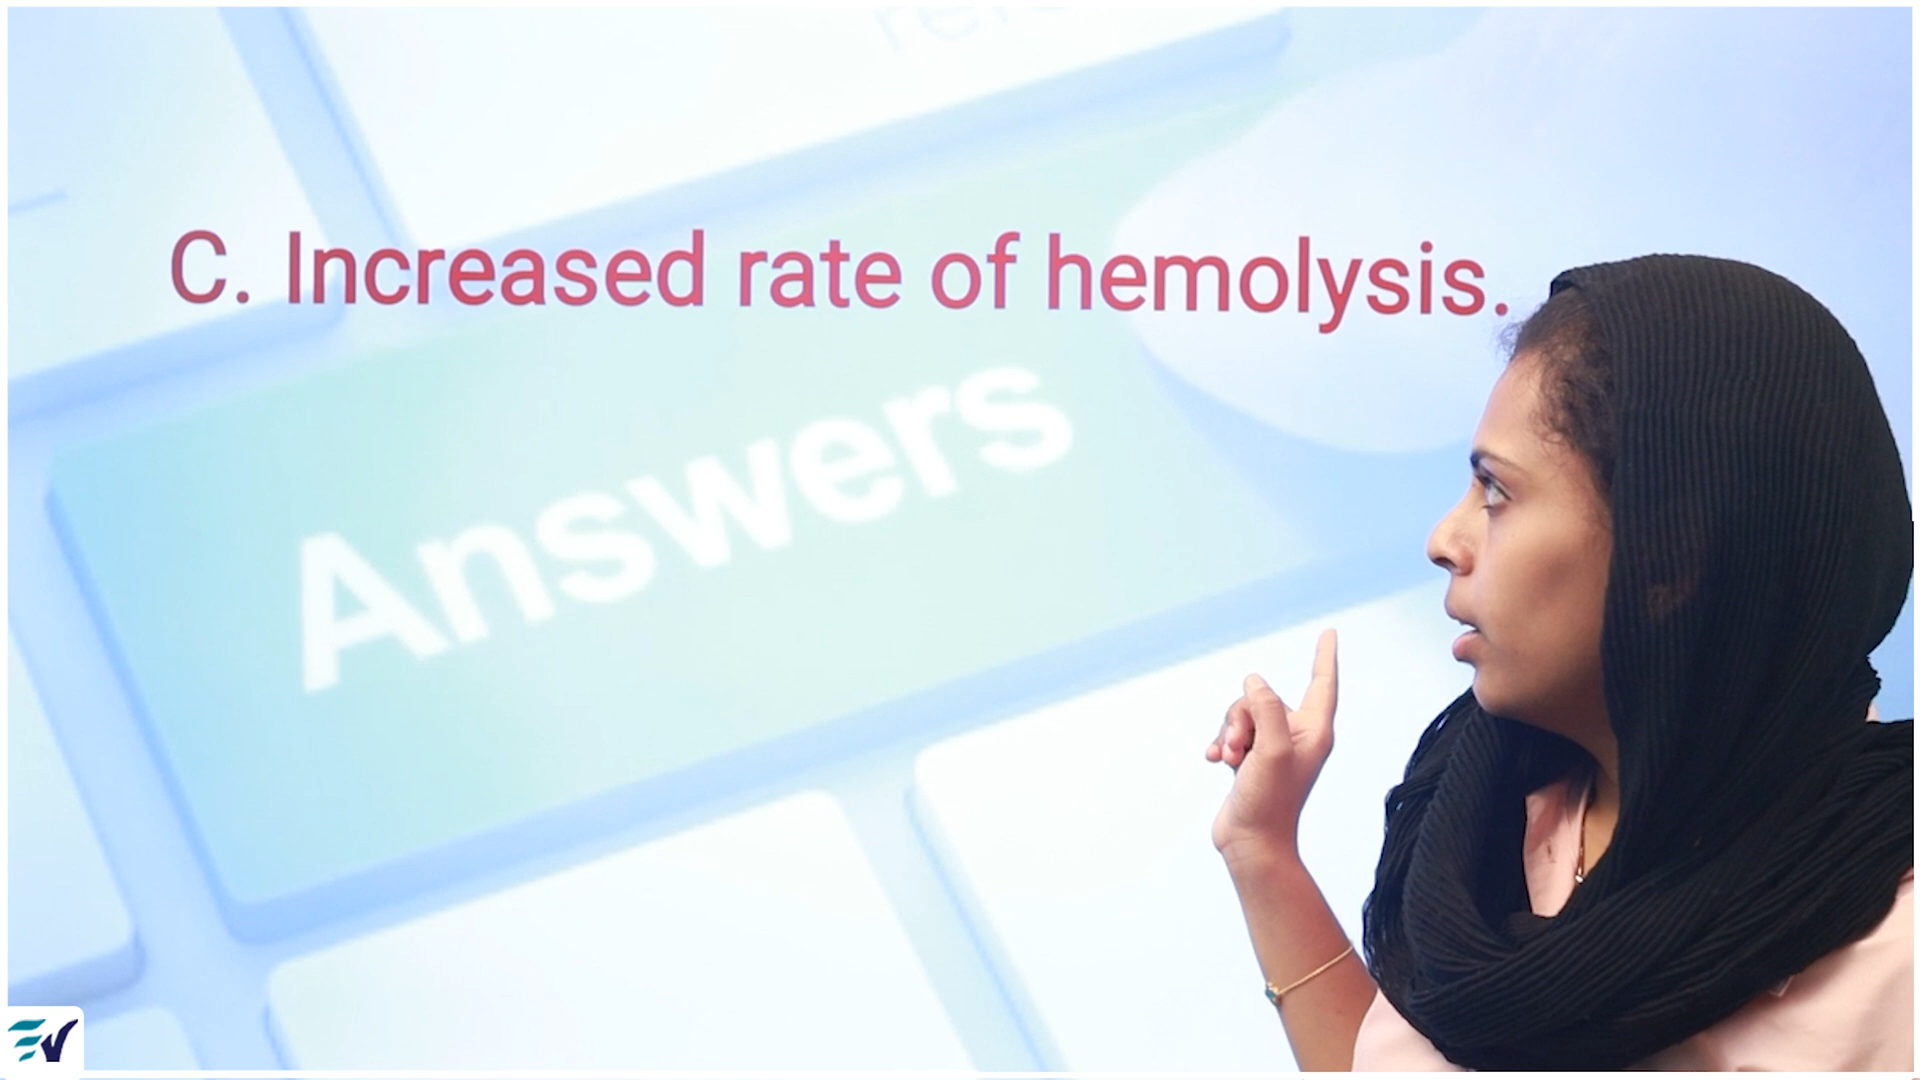 C. Increased rate of hemolysis.
Answers